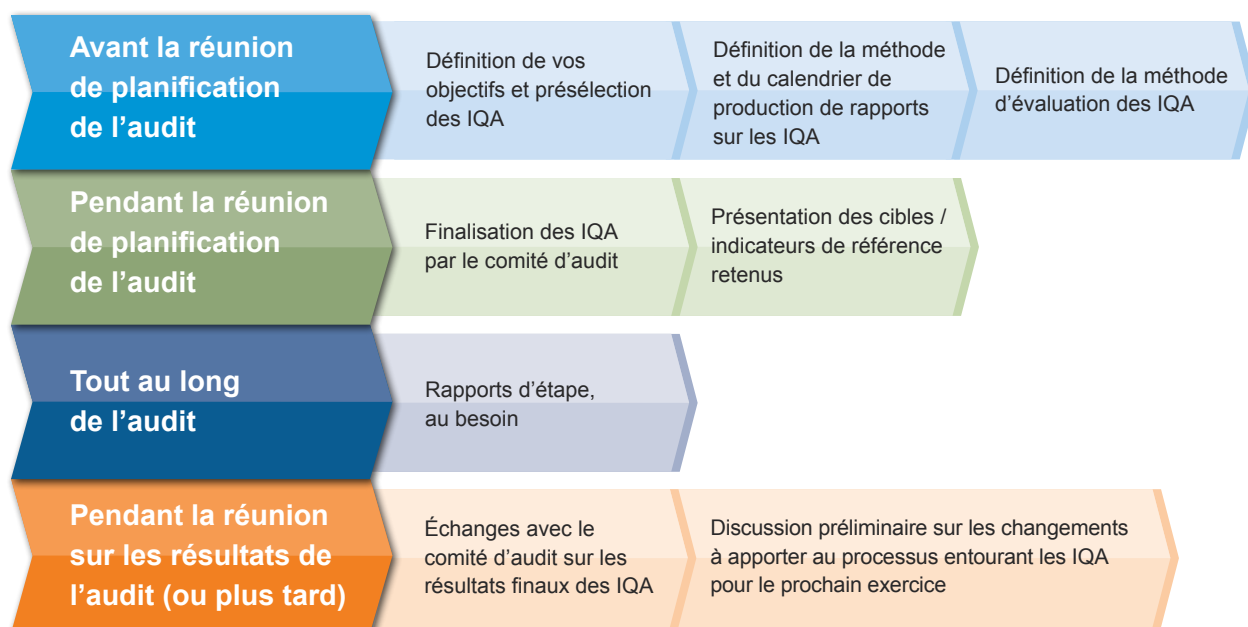 Avant la réunion
de planification
de l’audit
Définition de vos
objectifs et présélection
des IQA
Définition de la méthode
et du calendrier de
production de rapports
sur les IQA
Définition de la méthode
d’évaluation des IQA
Pendant la réunion
de planification
de l’audit
Finalisation des IQA
par le comité d’audit
Présentation des cibles /
indicateurs de référence
retenus
Tout au long
de l’audit
Rapports d’étape,
au besoin
Pendant la réunion
sur les résultats de
l’audit (ou plus tard)
Échanges avec le
comité d’audit sur les
résultats finaux des IQA
Discussion préliminaire sur les changements
à apporter au processus entourant les IQA
pour le prochain exercice